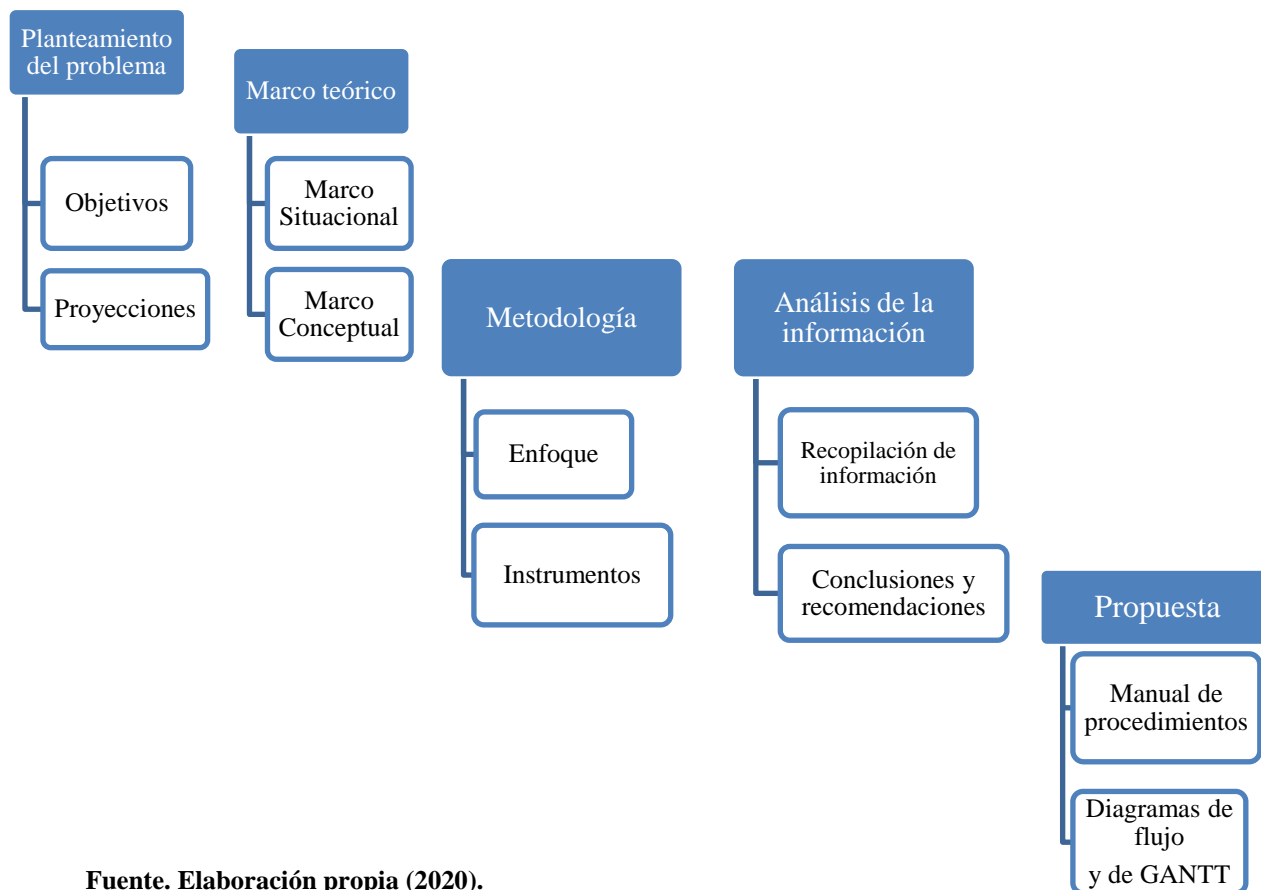 Planteamiento
del problema
Objetivos
Proyecciones
Marco teórico
Marco
Situacional
Marco
Conceptual
Metodología
Enfoque
Instrumentos
Análisis de la
información
Recopilación de
información
Conclusiones y
recomendaciones
Propuesta
Manual de
procedimientos
Diagramas de
flujo
y de GANTT
Fuente. Elaboración propia (2020).